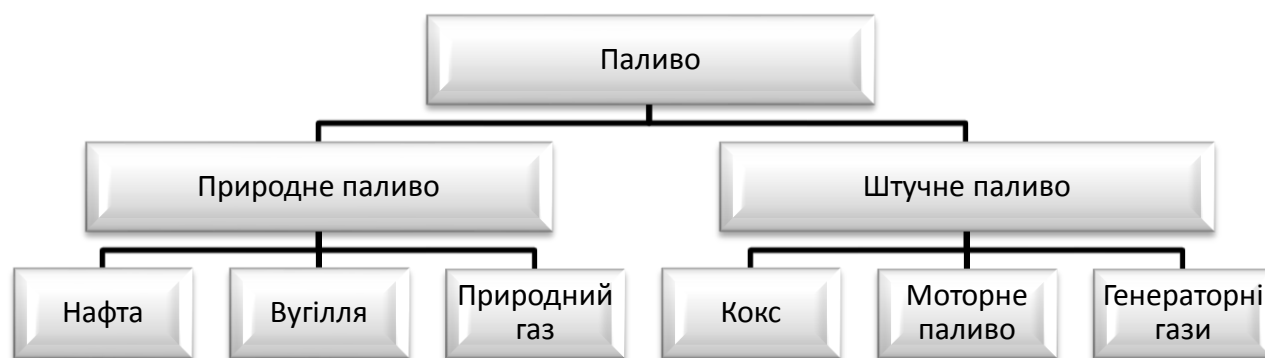 Паливо
Природне паливо
Штучне паливо
Нафта
Вугілля
Природний
газ
Кокс
Моторне
паливо
Генераторні
гази